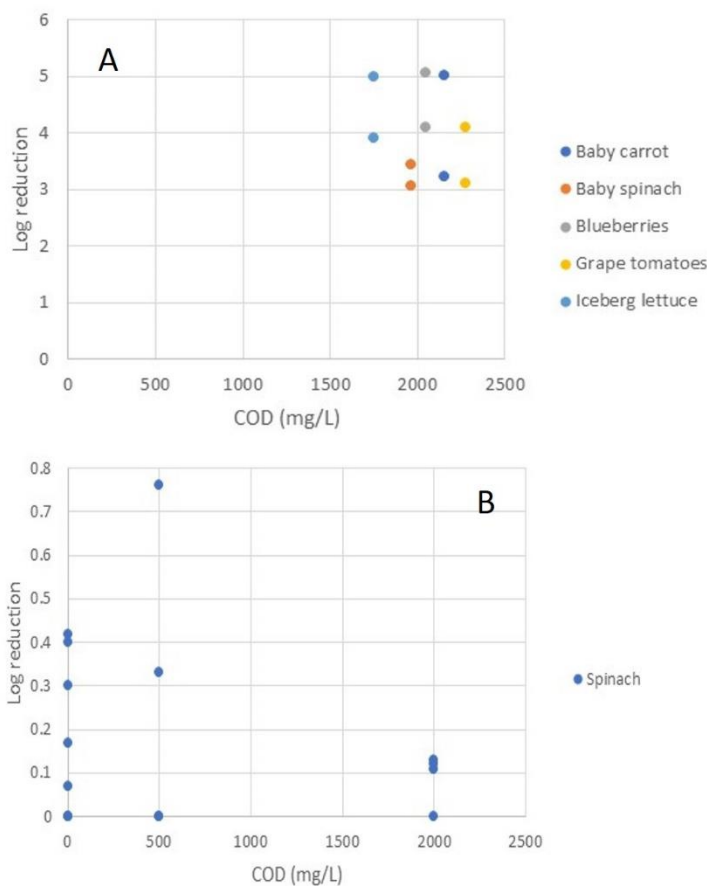 A
6
5
4
3
2
1
0
Log reduction
0 500 1000 1500 2000 2500
COD (mg/L)
Baby carrot
Baby spinach
Blueberries
Grape tomatoes
Iceberg lettuce
B
0.8
0.7
0.6
0.5
0.4
0.3
0.2
0.1
0
Log reduction
0 500 1000 1500 2000 2500
COD (mg/L)
Spinach